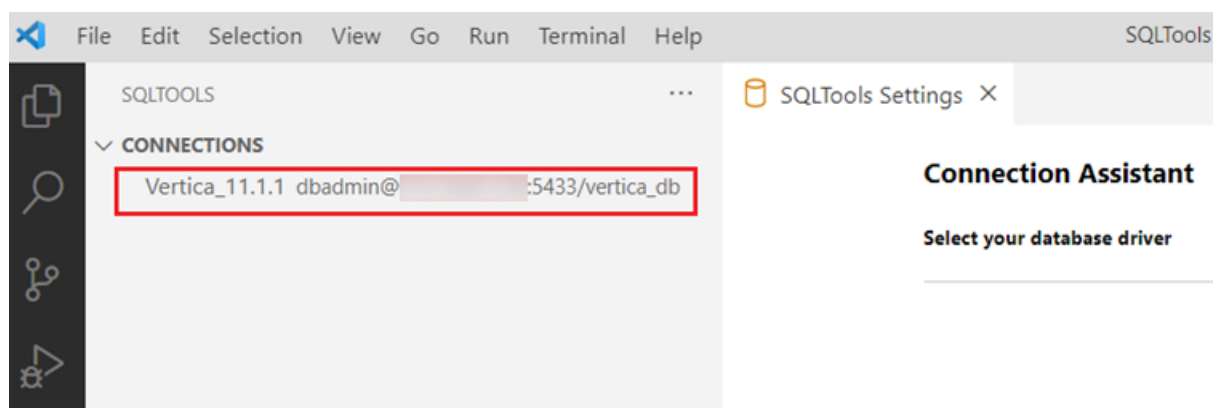 File Edit Selection View Go Run Terminal Help
SQLTools
SQLTOOLS
SQLTools Settings
CONNECTIONS
Vertica_11.1.1 dbadmin@ :5433/vertica_db
Connection Assistant
Select your database driver